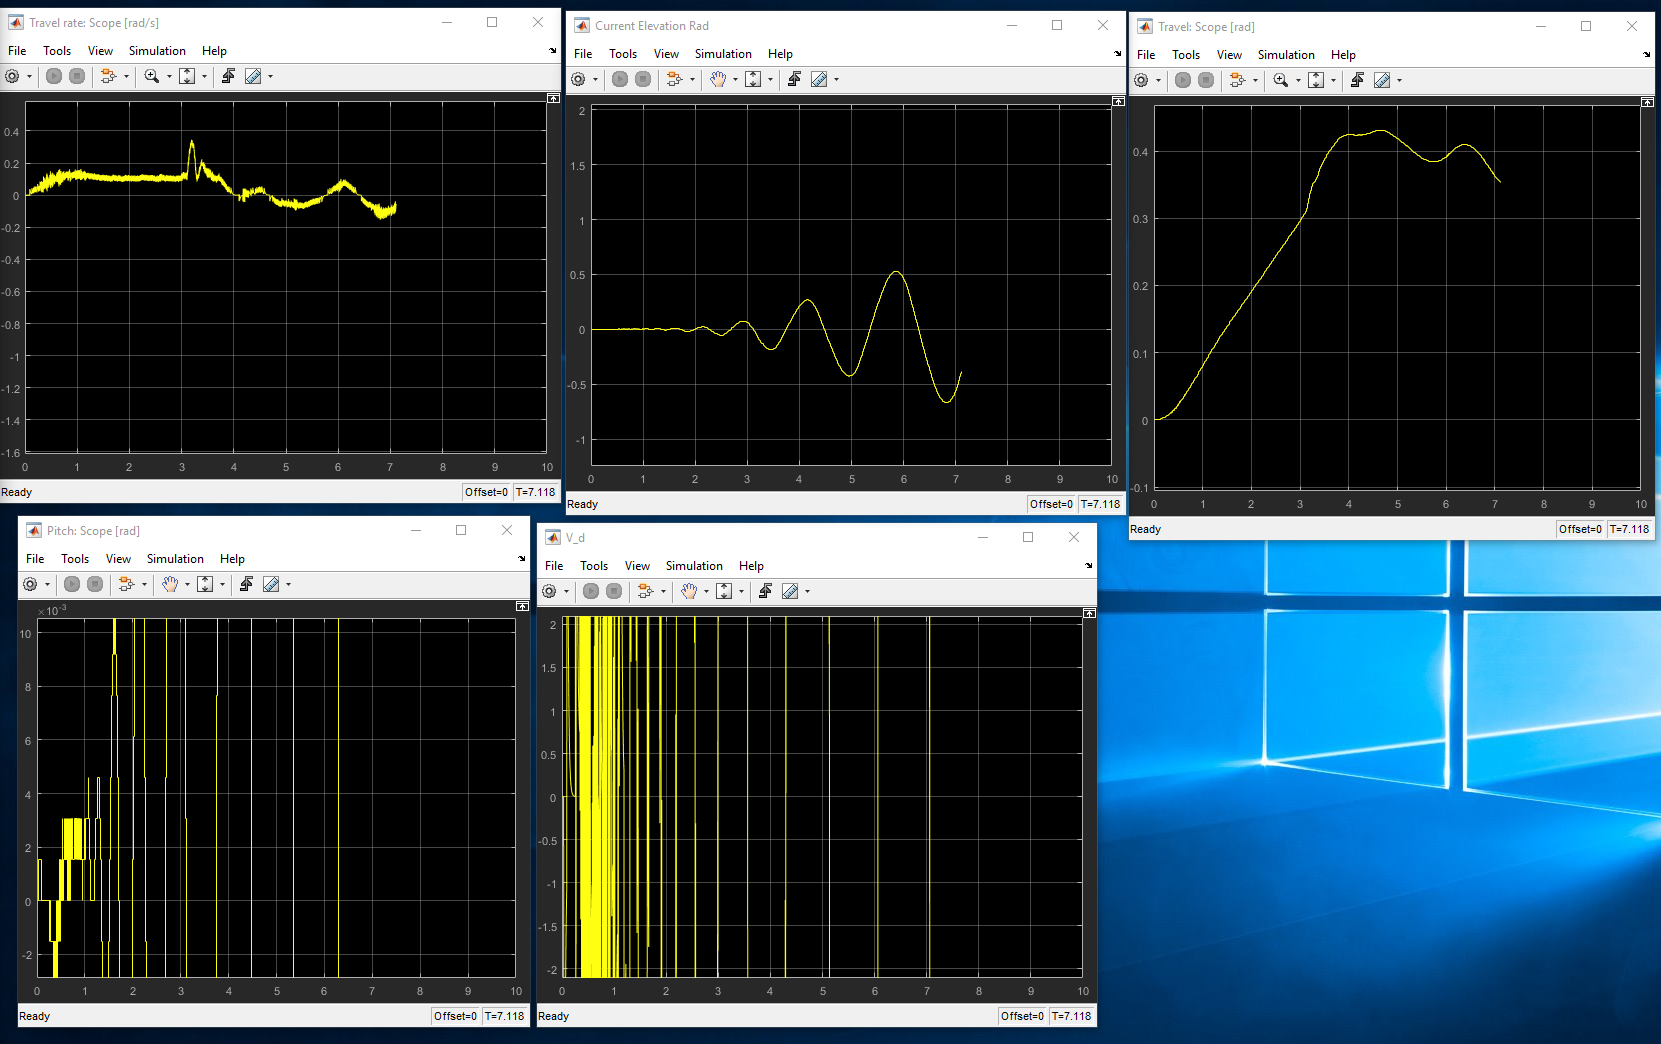 Travel rate: Scope [rad/s]
File Tools View Simulation Help
0.4
0.2
0
-0.2
-0.4
-0.6
-0.8
-1
-1.2
-1.4
-1.6
0 1 2 3 4 5 6 7 8 9 10
Ready Offset=0 T=7.118
Current Elevation Rad
File Tools View Simulation Help
2
1.5
1
0.5
0
-0.5
-1
0 1 2 3 4 5 6 7 8 9 10
Ready Offset=0 T=7.118
Travel: Scope [rad]
File Tools View Simulation Help
0.4
0.3
0.2
0.1
0
-0.1
0 1 2 3 4 5 6 7 8 9 10
Ready Offset=0 T=7.118
Pitch: Scope [rad]
File Tools View Simulation Help
×10⁻³
10
8
6
4
2
0
-2
0 1 2 3 4 5 6 7 8 9 10
Ready Offset=0 T=7.118
V_d
File Tools View Simulation Help
2
1.5
1
0.5
0
-0.5
-1
-1.5
-2
0 1 2 3 4 5 6 7 8 9 10
Ready Offset=0 T=7.118